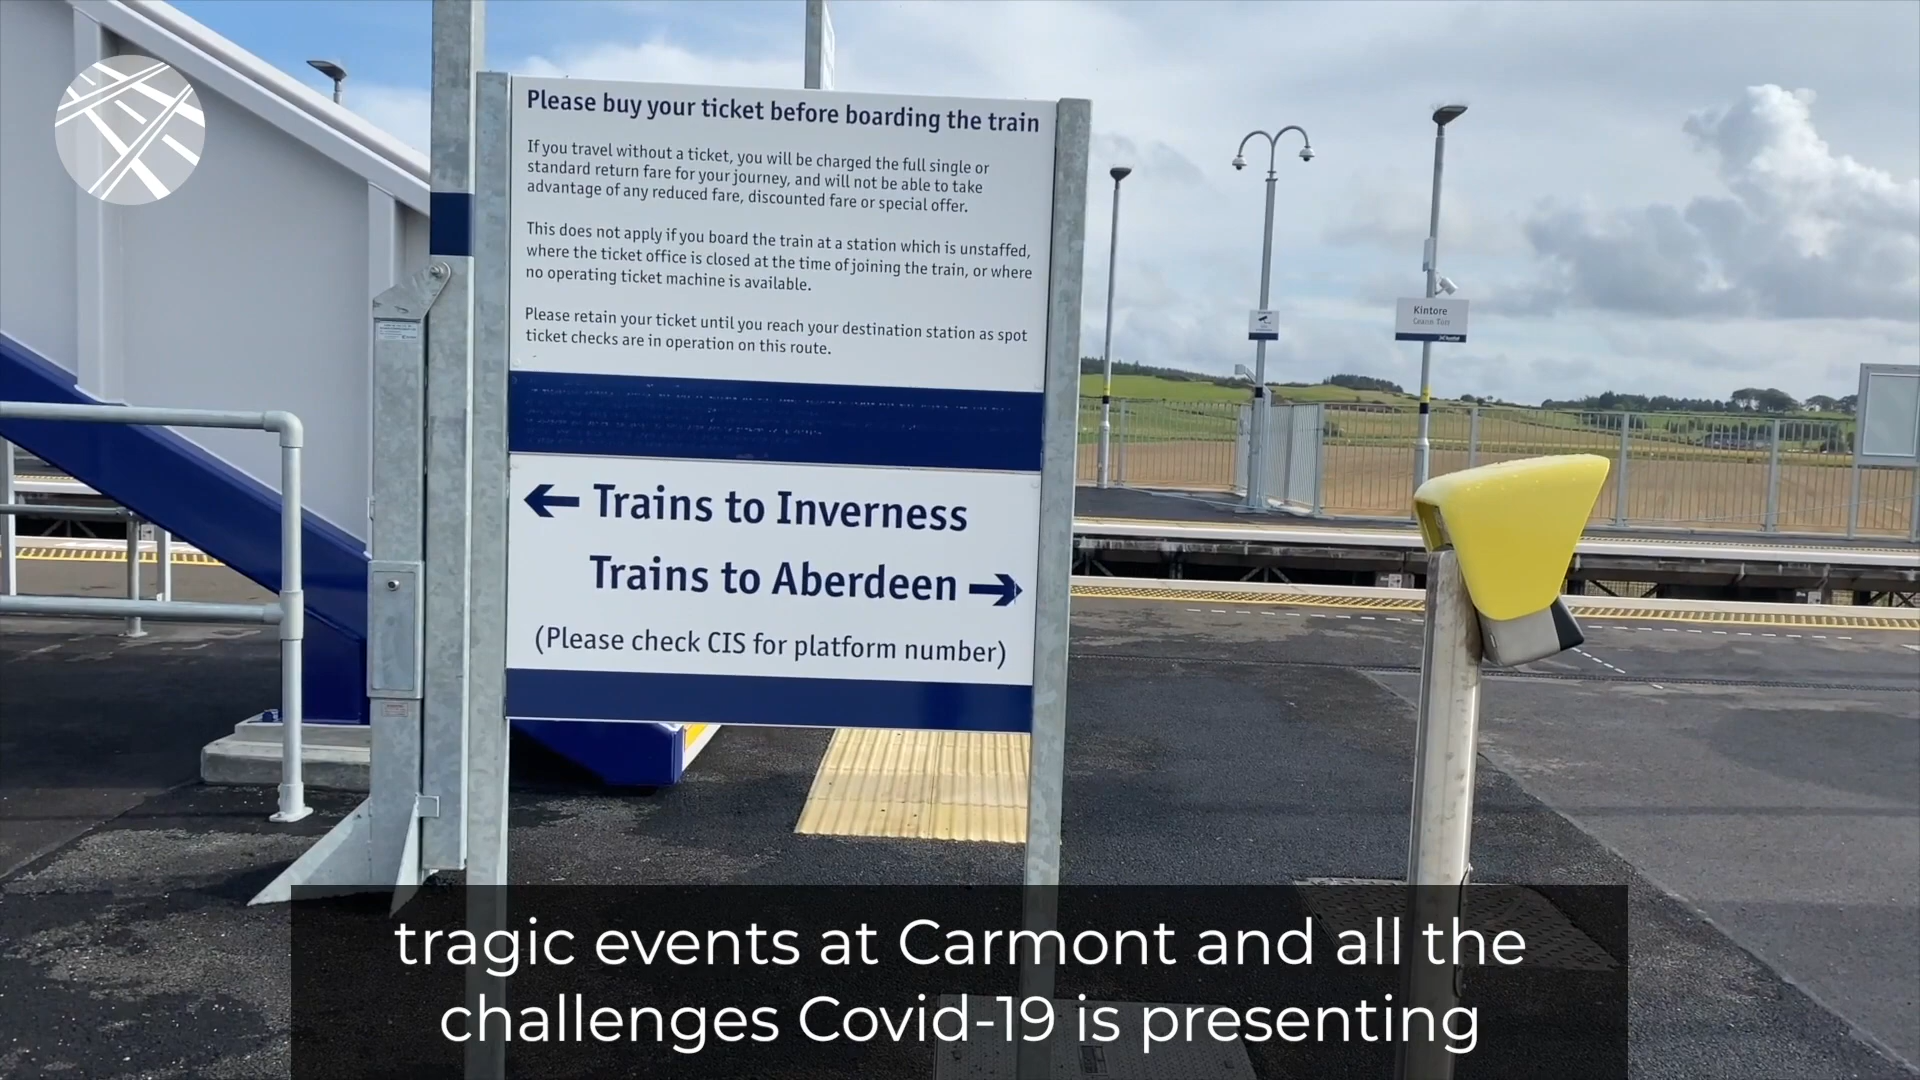 Please buy your ticket before boarding the train
If you travel without a ticket, you will be charged the full single or
standard return fare for your journey, and will not be able to take
advantage of any reduced fare, discounted fare or special offer.
This does not apply if you board the train at a station which is unstaffed,
where the ticket office is closed at the time of joining the train, or where
no operating ticket machine is available.
Please retain your ticket until you reach your destination station as spot
ticket checks are in operation on this route.
Trains to Inverness
Trains to Aberdeen
(Please check CIS for platform number)
Kintore
tragic events at Carmont and all the
challenges Covid-19 is presenting